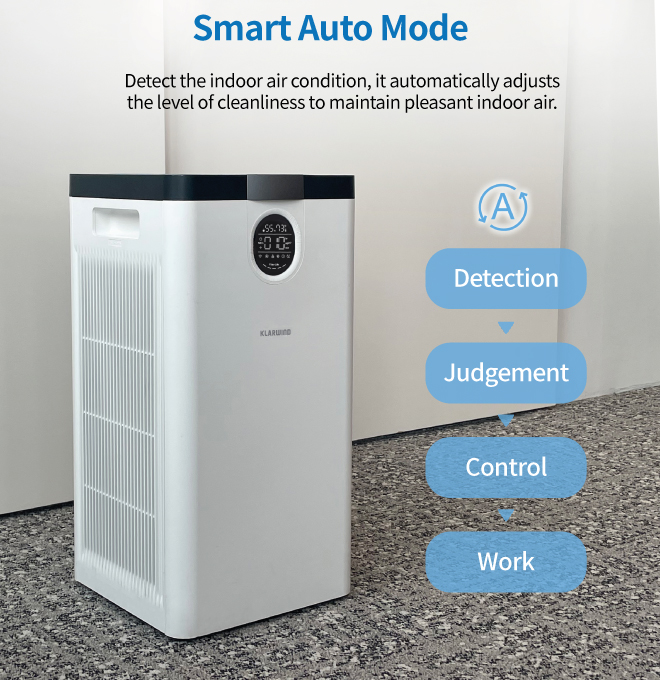 Smart Auto Mode
Detect the indoor air condition, it automatically adjusts
the level of cleanliness to maintain pleasant indoor air.
A
Detection
KLARWIND
Judgement
Control
Work